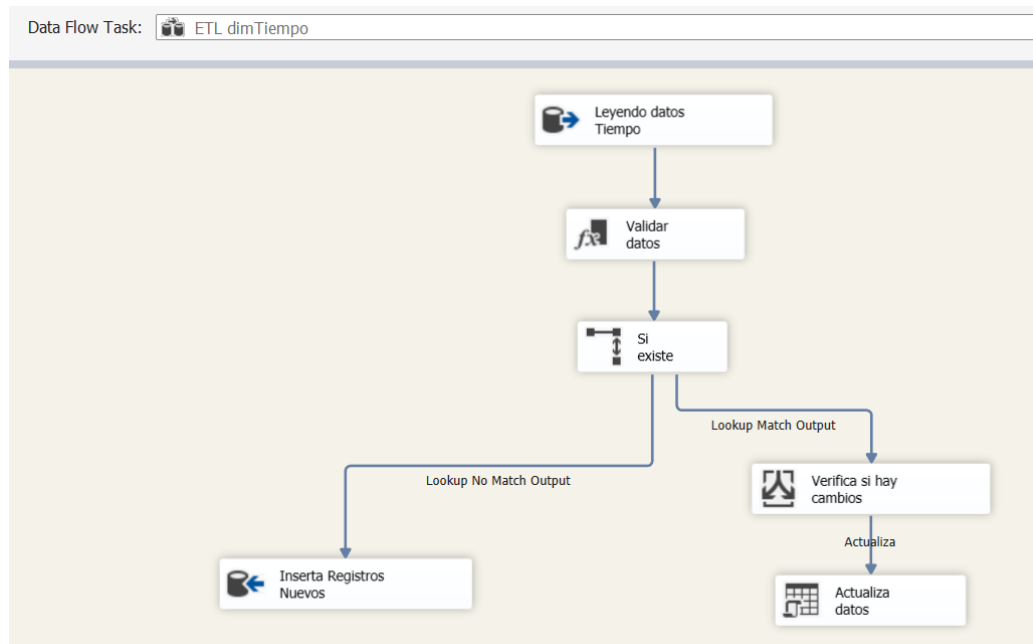 Data Flow Task: ETL dimTiempo
Leyendo datos
Tiempo
Validar
datos
Si
existe
Lookup Match Output
Lookup No Match Output
Verifica si hay
cambios
Actualiza
Inserta Registros
Nuevos
Actualiza
datos